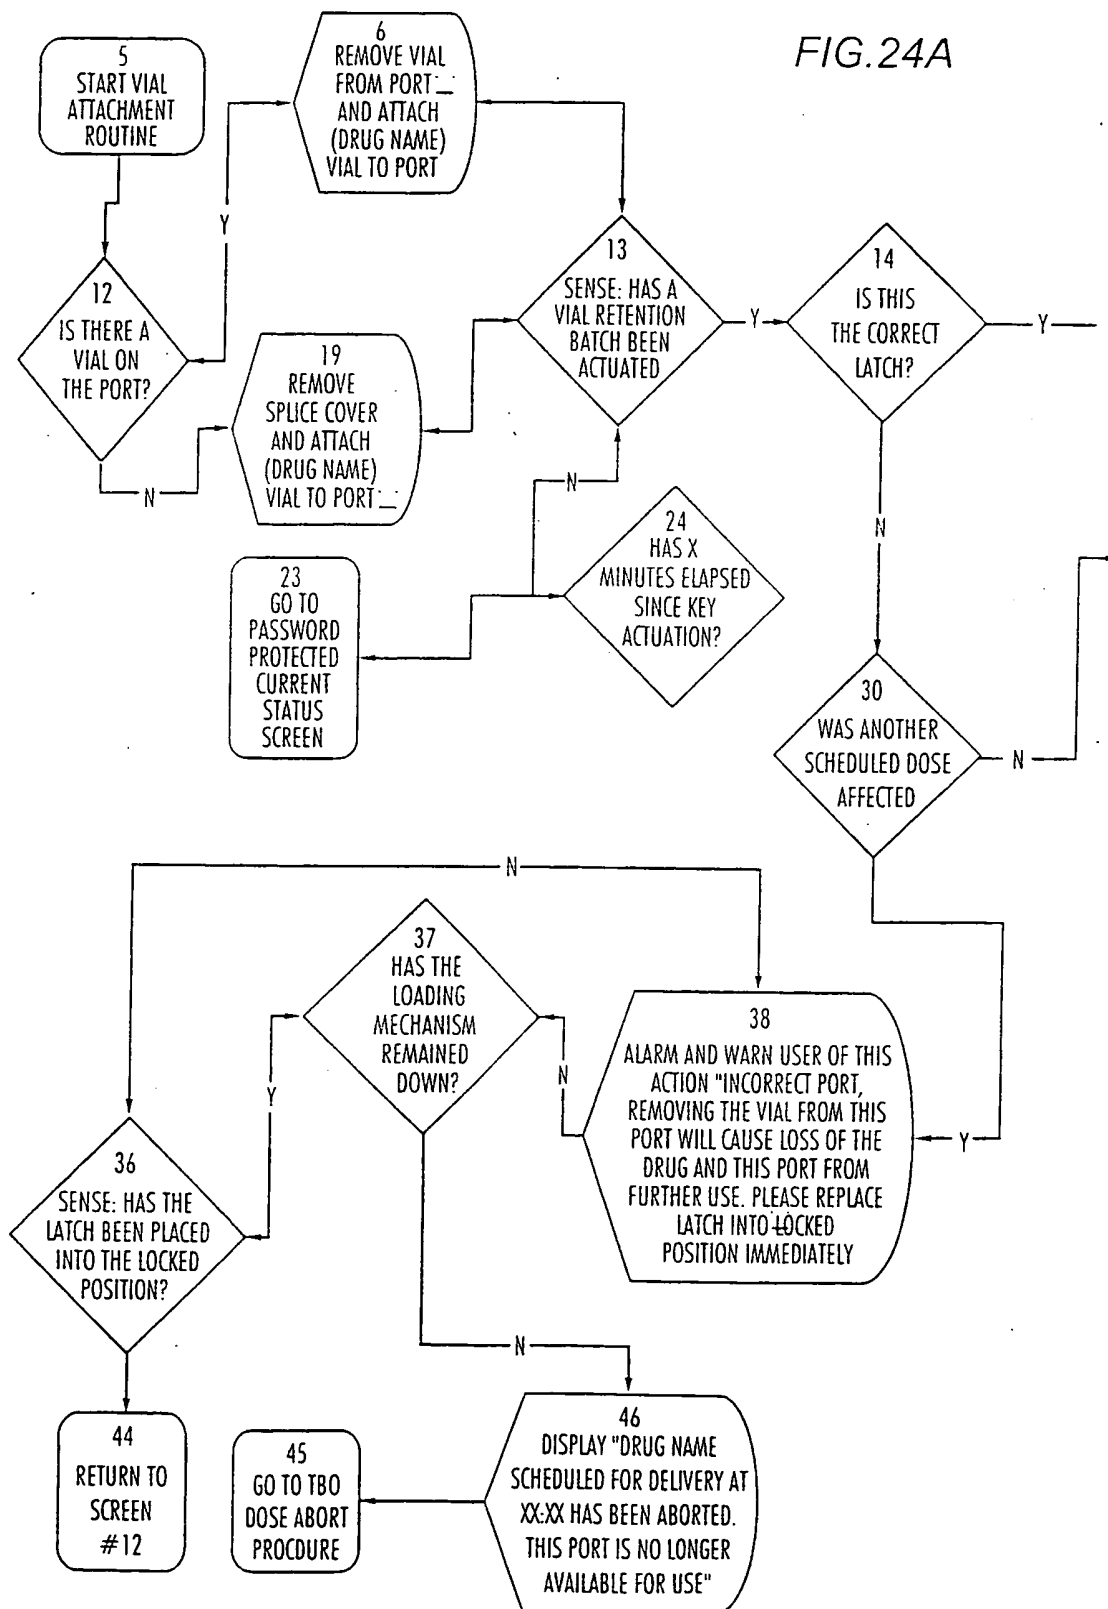 FIG.24A
5
START VIAL
ATTACHMENT
ROUTINE
6
REMOVE VIAL
FROM PORT _
AND ATTACH
(DRUG NAME)
VIAL TO PORT
Y
12
IS THERE A
VIAL ON
THE PORT?
N
19
REMOVE
SPLICE COVER
AND ATTACH
(DRUG NAME)
VIAL TO PORT _
13
SENSE: HAS A
VIAL RETENTION
BATCH BEEN
ACTUATED
Y
14
IS THIS
THE CORRECT
LATCH?
Y
N
N
23
GO TO
PASSWORD
PROTECTED
CURRENT
STATUS
SCREEN
24
HAS X
MINUTES ELAPSED
SINCE KEY
ACTUATION?
30
WAS ANOTHER
SCHEDULED DOSE
AFFECTED
N
Y
N
37
HAS THE
LOADING
MECHANISM
REMAINED
DOWN?
N
Y
38
ALARM AND WARN USER OF THIS
ACTION "INCORRECT PORT,
REMOVING THE VIAL FROM THIS
PORT WILL CAUSE LOSS OF THE
DRUG AND THIS PORT FROM
FURTHER USE. PLEASE REPLACE
LATCH INTO LOCKED
POSITION IMMEDIATELY
36
SENSE: HAS THE
LATCH BEEN PLACED
INTO THE LOCKED
POSITION?
N
44
RETURN TO
SCREEN
#12
45
GO TO TBO
DOSE ABORT
PROCDURE
46
DISPLAY "DRUG NAME
SCHEDULED FOR DELIVERY AT
XX:XX HAS BEEN ABORTED.
THIS PORT IS NO LONGER
AVAILABLE FOR USE"